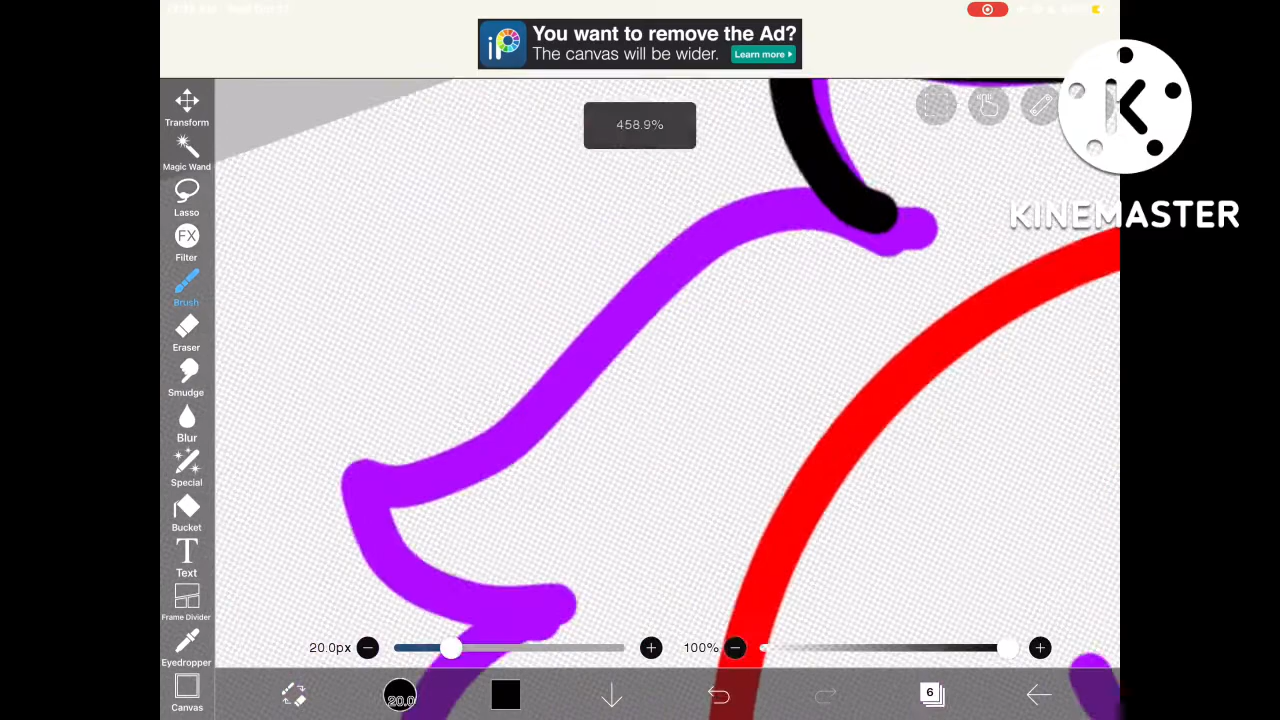 You want to remove the Ad?
The canvas will be wider.
Learn more
iP
458.9%
KINEMASTER
Transform
Magic Wand
Lasso
FX
Filter
Brush
Eraser
Smudge
Blur
Special
Bucket
T
Text
Frame Divider
Eyedropper
Canvas
20.0px
100%
20.0
6